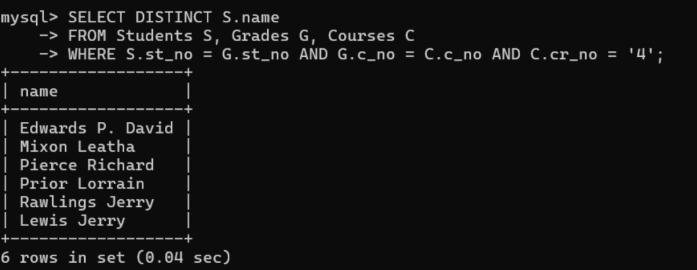 mysql> SELECT DISTINCT S.name
    -> FROM Students S, Grades G, Courses C
    -> WHERE S.st_no = G.st_no AND G.c_no = C.c_no AND C.cr_no = '4';
+------------------+
| name             |
+------------------+
| Edwards P. David |
| Mixon Leatha     |
| Pierce Richard   |
| Prior Lorrain    |
| Rawlings Jerry   |
| Lewis Jerry      |
+------------------+
6 rows in set (0.04 sec)